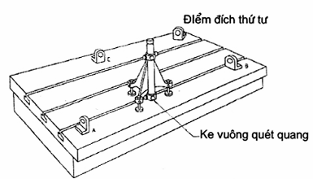 Điểm đích thứ tư
C
B
A
Ke vuông quét quang